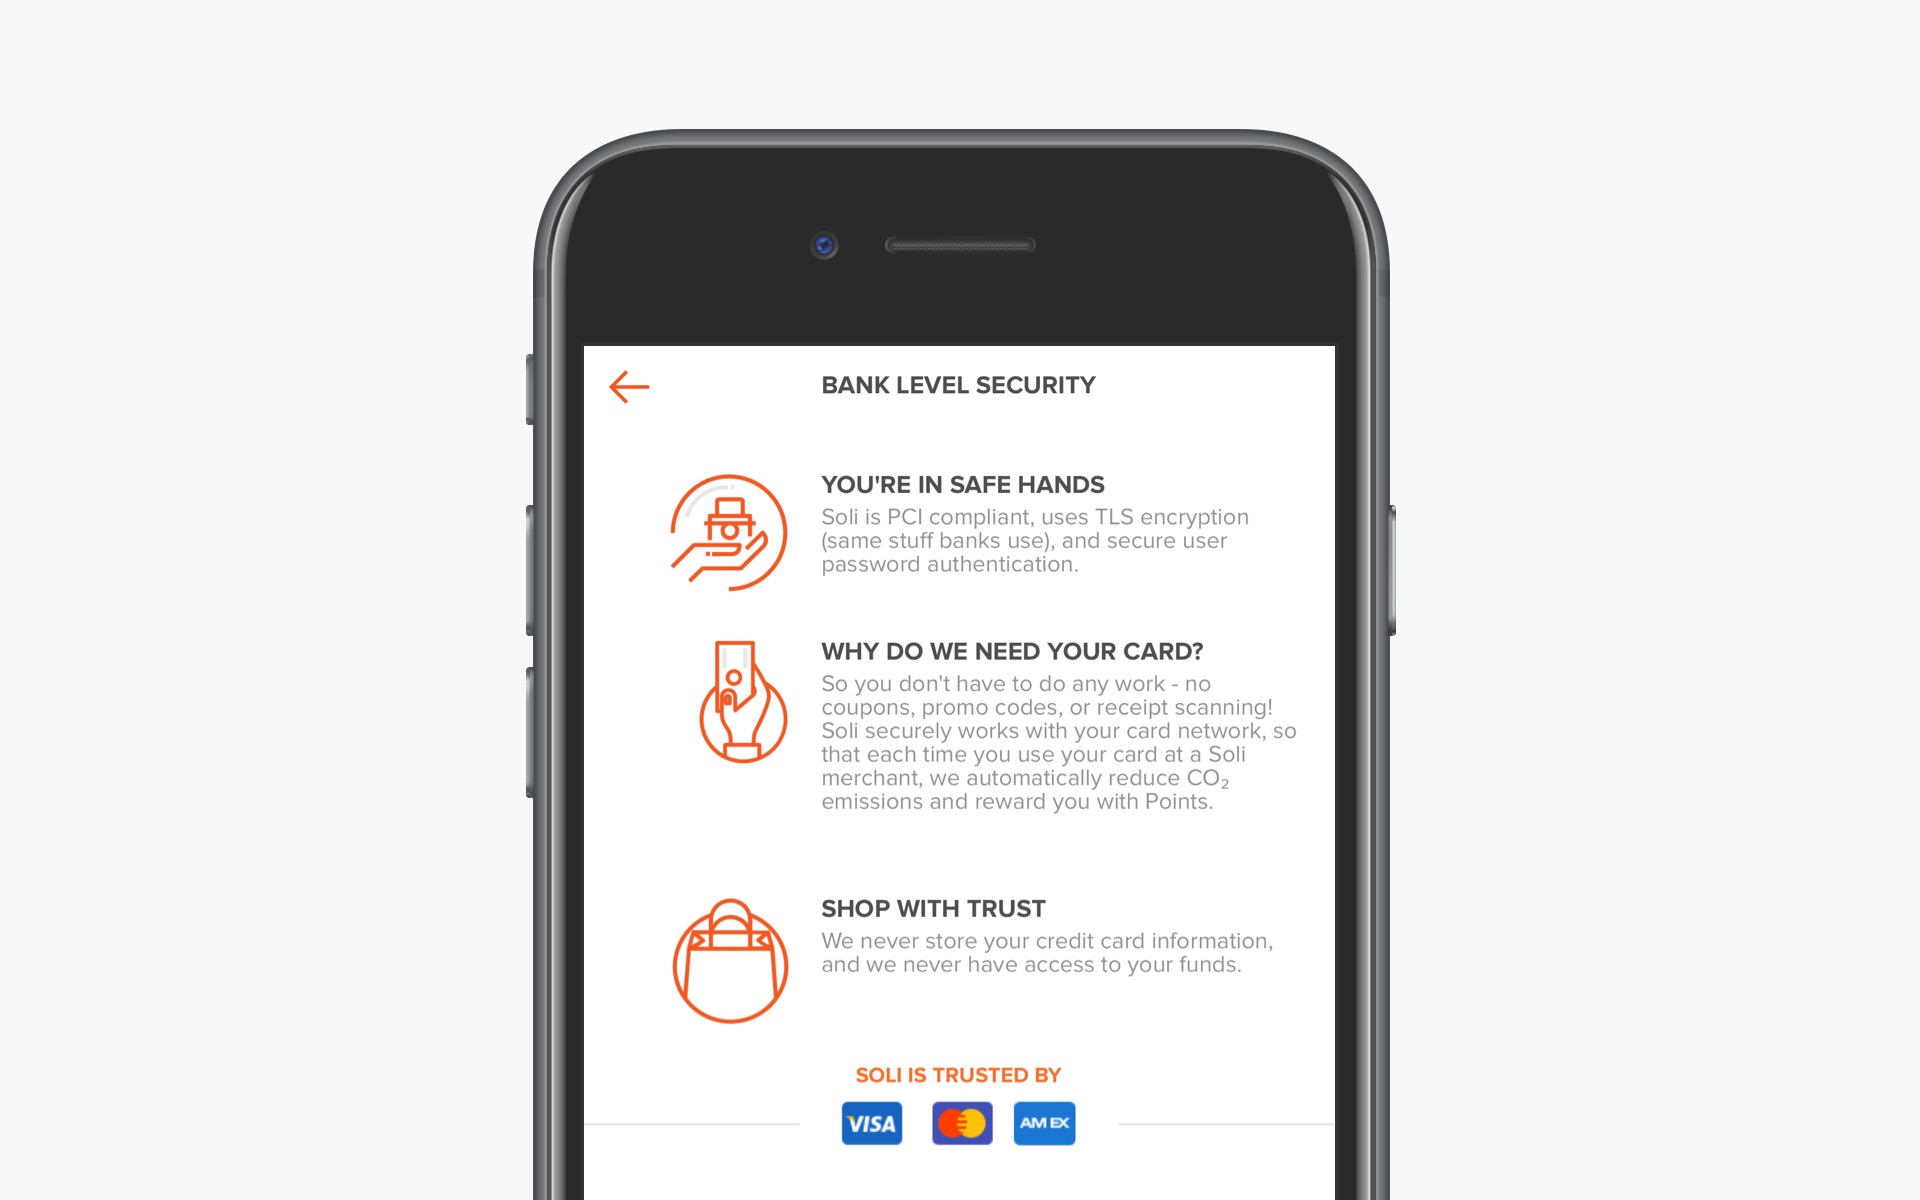 BANK LEVEL SECURITY
YOU'RE IN SAFE HANDS
Soli is PCI compliant, uses TLS encryption
(same stuff banks use), and secure user
password authentication.
WHY DO WE NEED YOUR CARD?
So you don't have to do any work - no
coupons, promo codes, or receipt scanning!
Soli securely works with your card network, so
that each time you use your card at a Soli
merchant, we automatically reduce CO₂
emissions and reward you with Points.
SHOP WITH TRUST
We never store your credit card information,
and we never have access to your funds.
SOLI IS TRUSTED BY
VISA AM EX